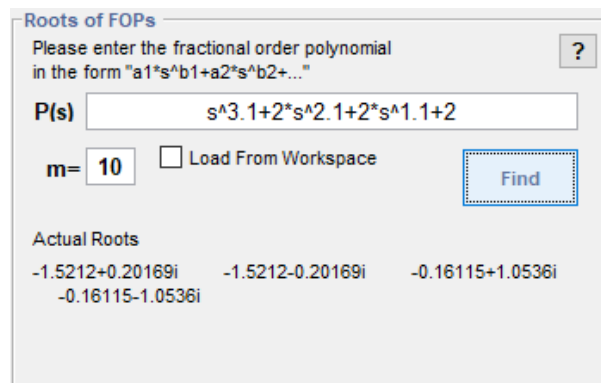 Roots of FOPs
Please enter the fractional order polynomial
in the form "a1*s^b1+a2*s^b2+..."
?
P(s) s^3.1+2*s^2.1+2*s^1.1+2
m= 10 Load From Workspace
Find
Actual Roots
-1.5212+0.20169i -1.5212-0.20169i -0.16115+1.0536i
-0.16115-1.0536i